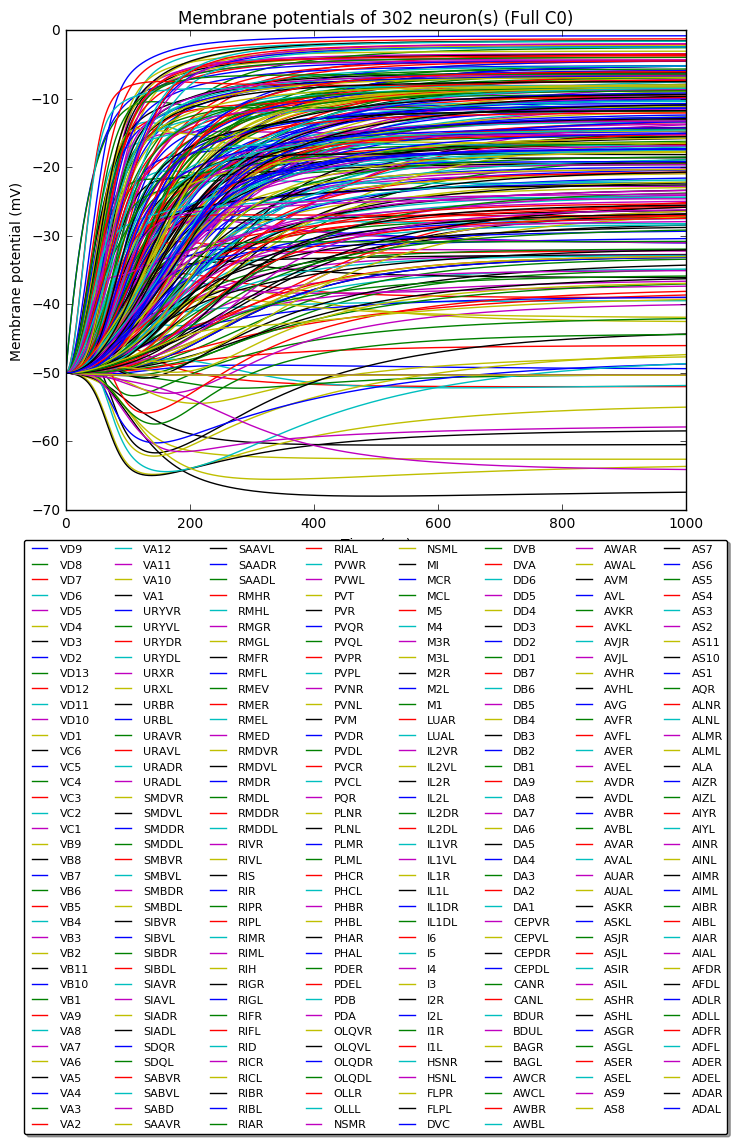 Membrane potentials of 302 neuron(s) (Full C0)
Membrane potential (mV)
0
−10
−20
−30
−40
−50
−60
−70
0
200
400
600
800
1000
VD9
VD8
VD7
VD6
VD5
VD4
VD3
VD2
VD13
VD12
VD11
VD10
VD1
VC6
VC5
VC4
VC3
VC2
VC1
VB9
VB8
VB7
VB6
VB5
VB4
VB3
VB2
VB11
VB10
VB1
VA9
VA8
VA7
VA6
VA5
VA4
VA3
VA2
VA12
VA11
VA10
VA1
URYVR
URYVL
URYDR
URYDL
URXR
URXL
URBR
URBL
URAVR
URAVL
URADR
URADL
SMDVR
SMDVL
SMDDR
SMDDL
SMBVR
SMBVL
SMBDR
SMBDL
SIBVR
SIBVL
SIBDR
SIBDL
SIAVR
SIAVL
SIADR
SIADL
SDQR
SDQL
SABVR
SABVL
SABD
SAAVR
SAAVL
SAADR
SAADL
RMHR
RMHL
RMGR
RMGL
RMFR
RMFL
RMEV
RMER
RMEL
RMED
RMDVR
RMDVL
RMDR
RMDL
RMDDR
RMDDL
RIVR
RIVL
RIS
RIR
RIPR
RIPL
RIMR
RIML
RIH
RIGR
RIGL
RIFR
RIFL
RID
RICR
RICL
RIBR
RIBL
RIAR
RIAL
PVWR
PVWL
PVT
PVR
PVQR
PVQL
PVPR
PVPL
PVNR
PVNL
PVM
PVDR
PVDL
PVCR
PVCL
PQR
PLNR
PLNL
PLMR
PLML
PHCR
PHCL
PHBR
PHBL
PHAR
PHAL
PDER
PDEL
PDB
PDA
OLQVR
OLQVL
OLQDR
OLQDL
OLLR
OLLL
NSMR
NSML
MI
MCR
MCL
M5
M4
M3R
M3L
M2R
M2L
M1
LUAR
LUAL
IL2VR
IL2VL
IL2R
IL2L
IL2DR
IL2DL
IL1VR
IL1VL
IL1R
IL1L
IL1DR
IL1DL
I6
I5
I4
I3
I2R
I2L
I1R
I1L
HSNR
HSNL
FLPR
FLPL
DVC
DVB
DVA
DD6
DD5
DD4
DD3
DD2
DD1
DB7
DB6
DB5
DB4
DB3
DB2
DB1
DA9
DA8
DA7
DA6
DA5
DA4
DA3
DA2
DA1
CEPVR
CEPVL
CEPDR
CEPDL
CANR
CANL
BDUR
BDUL
BAGR
BAGL
AWCR
AWCL
AWBR
AWBL
AWAR
AWAL
AVM
AVL
AVKR
AVKL
AVJR
AVJL
AVHR
AVHL
AVG
AVFR
AVFL
AVER
AVEL
AVDR
AVDL
AVBR
AVBL
AVAR
AVAL
AUAR
AUAL
ASKR
ASKL
ASJR
ASJL
ASIR
ASIL
ASHR
ASHL
ASGR
ASGL
ASER
ASEL
AS9
AS8
AS7
AS6
AS5
AS4
AS3
AS2
AS11
AS10
AS1
AQR
ALNR
ALNL
ALMR
ALML
ALA
AIZR
AIZL
AIYR
AIYL
AINR
AINL
AIMR
AIML
AIBR
AIBL
AIAR
AIAL
AFDR
AFDL
ADLR
ADLL
ADFR
ADFL
ADER
ADEL
ADAR
ADAL